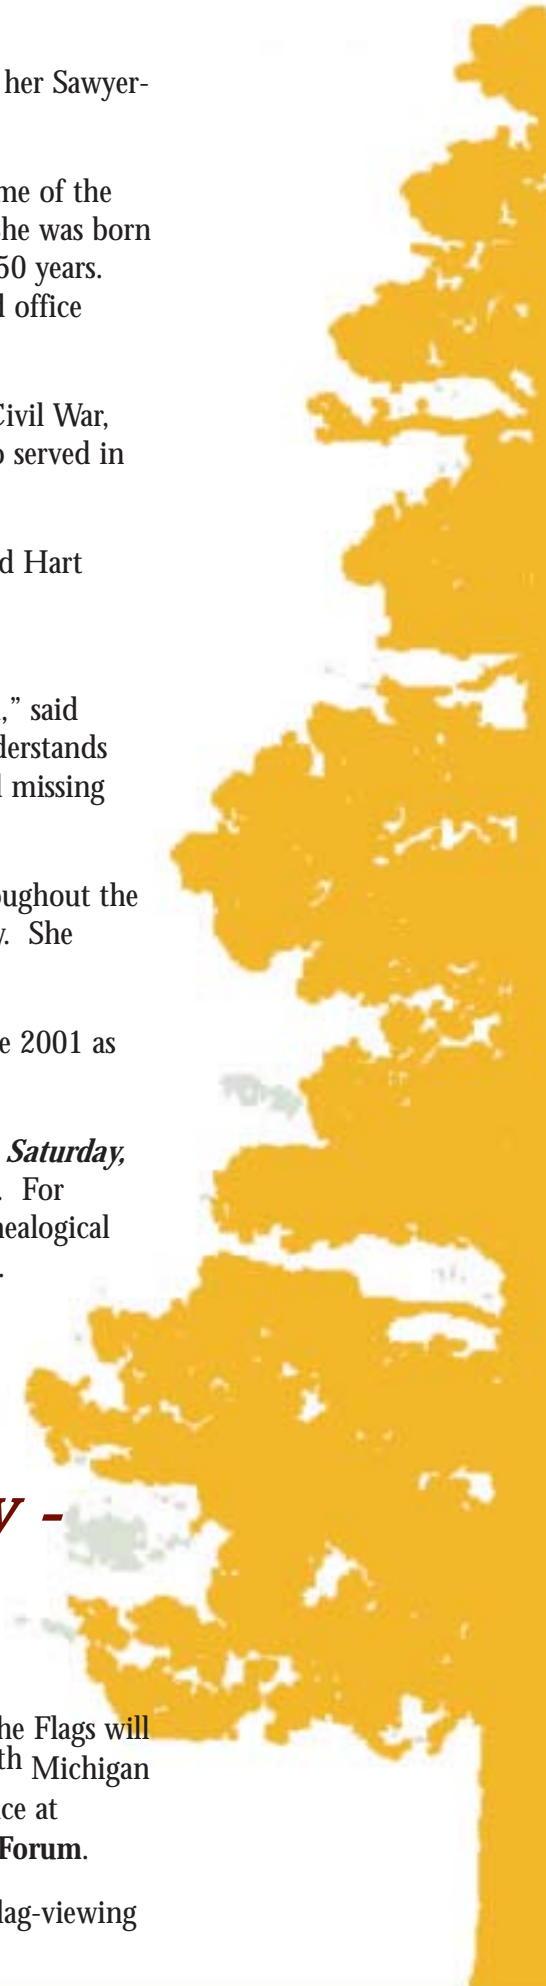 her Sawyer-
me of the
he was born
50 years.
l office
Civil War,
o served in
d Hart
,” said
derstands
l missing
oughout the
y. She
e 2001 as
Saturday,
. For
nealogical
.
y -
he Flags will
th Michigan
ce at
Forum.
lag-viewing